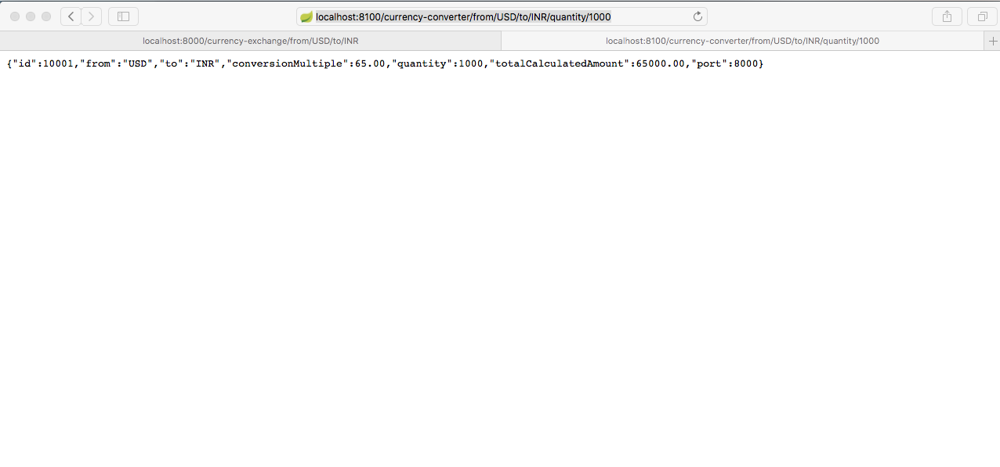 localhost:8100/currency-converter/from/USD/to/INR/quantity/1000
localhost:8000/currency-exchange/from/USD/to/INR
localhost:8100/currency-converter/from/USD/to/INR/quantity/1000
{"id":10001,"from":"USD","to":"INR","conversionMultiple":65.00,"quantity":1000,"totalCalculatedAmount":65000.00,"port":8000}